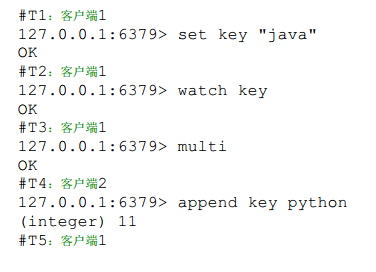 #T1：客户端1
127.0.0.1:6379> set key "java"
OK
#T2：客户端1
127.0.0.1:6379> watch key
OK
#T3：客户端1
127.0.0.1:6379> multi
OK
#T4：客户端2
127.0.0.1:6379> append key python
(integer) 11
#T5：客户端1